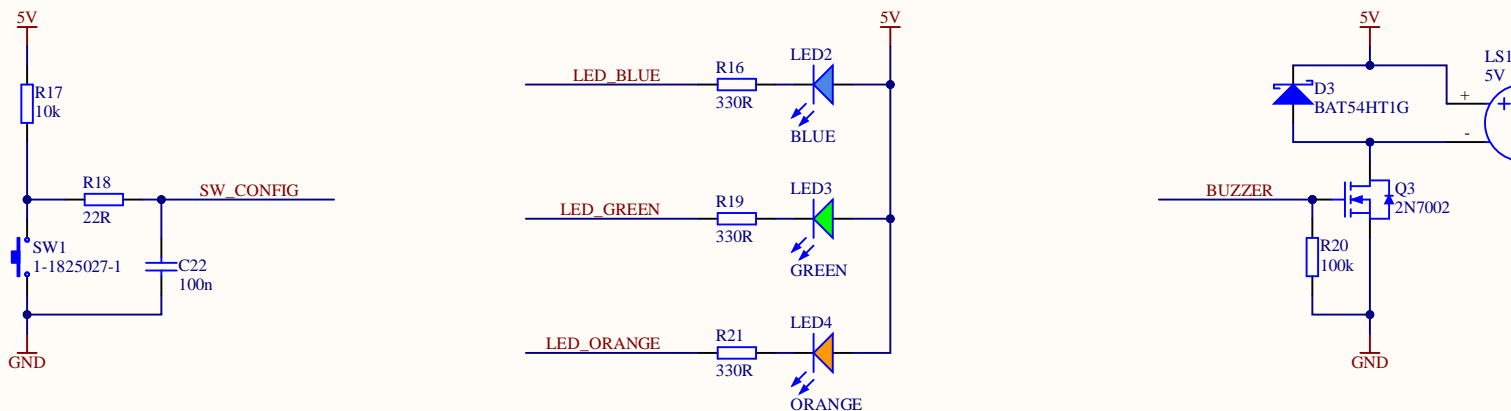 5V
R17
10k
R18
22R
SW_CONFIG
SW1
1-1825027-1
C22
100n
GND
5V
LED_BLUE
R16
330R
LED2
BLUE
LED_GREEN
R19
330R
LED3
GREEN
LED_ORANGE
R21
330R
LED4
ORANGE
5V
D3
BAT54HT1G
LS1
5V
+
+
-
BUZZER
Q3
2N7002
R20
100k
GND